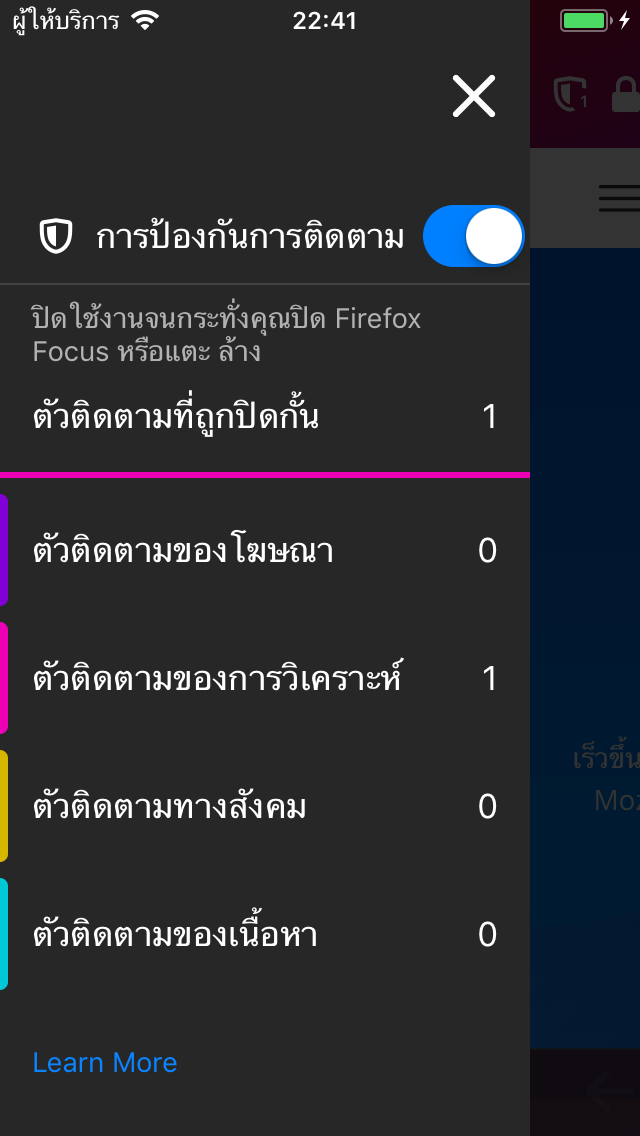 ผู้ให้บริการ 22:41
1
การป้องกันการติดตาม
ปิดใช้งานจนกระทั่งคุณปิด Firefox
Focus หรือแตะ ล้าง
ตัวติดตามที่ถูกปิดกั้น 1
ตัวติดตามของโฆษณา 0
ตัวติดตามของการวิเคราะห์ 1
เร็วขึ้น
Moz
ตัวติดตามทางสังคม 0
ตัวติดตามของเนื้อหา 0
Learn More